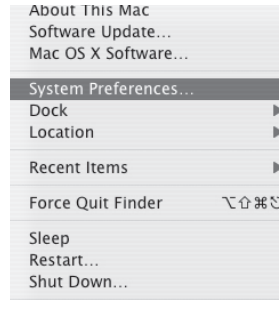 About This Mac
Software Update...
Mac OS X Software...
System Preferences...
Dock
Location
Recent Items
Force Quit Finder ⌥⇧⌘⎋
Sleep
Restart...
Shut Down...